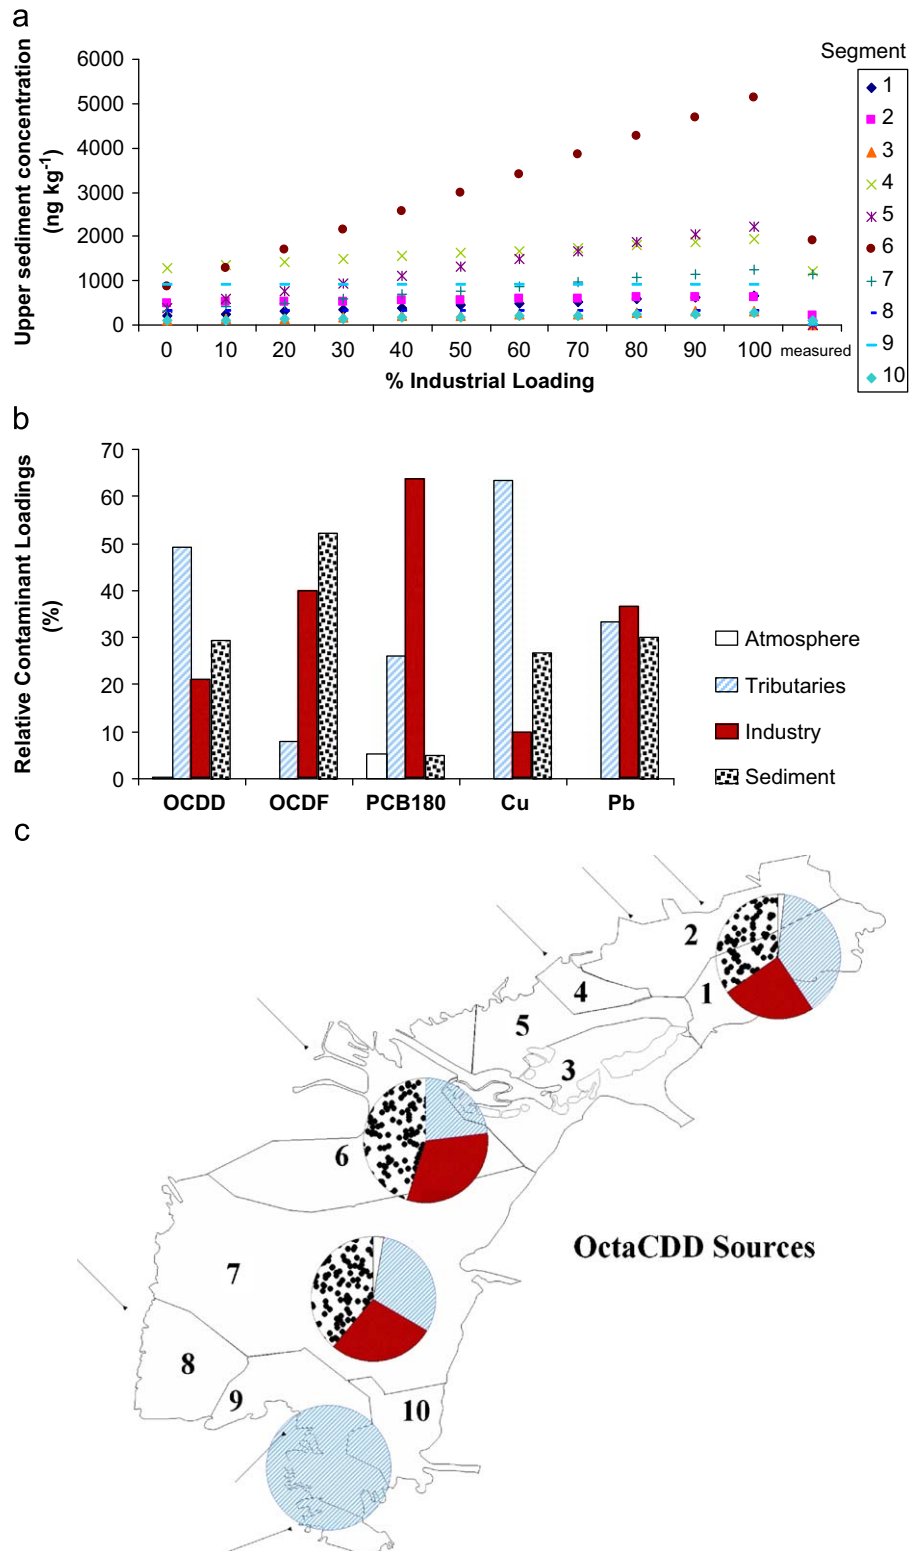 a
Segment
Upper sediment concentration
(ng kg-1)
6000
5000
4000
3000
2000
1000
0
0 10 20 30 40 50 60 70 80 90 100 measured
% Industrial Loading
1
2
3
4
5
6
7
8
9
10
b
Relative Contaminant Loadings
(%)
70
60
50
40
30
20
10
0
OCDD OCDF PCB180 Cu Pb
Atmosphere
Tributaries
Industry
Sediment
c
2
4
1
5
3
6
OctaCDD Sources
7
8
9
10